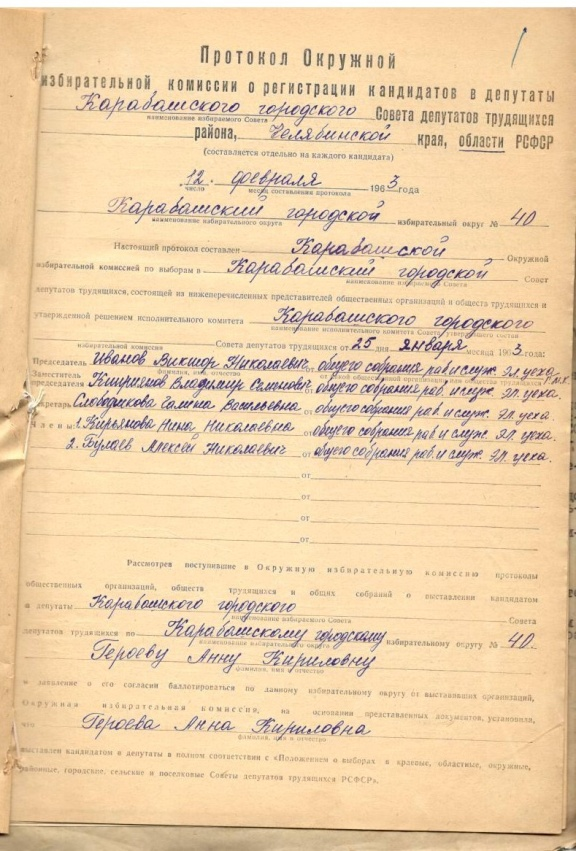 1
Протокол Окружной
избирательной комиссии о регистрации кандидатов в депутаты
Карабашского городского Совета депутатов трудящихся
наименование избираемого Совета
района, Челябинской края, области РСФСР
(составляется отдельно на каждого кандидата)
12 февраля 1963 года
число месяц составления протокола
Карабашский городской избирательный округ № 40
наименование избирательного округа
Настоящий протокол составлен Карабашской Окружной
избирательной комиссией по выборам в Карабашский городской Совет
наименование избираемого Совета
депутатов трудящихся, состоящей из нижеперечисленных представителей общественных организаций и обществ трудящихся и
утвержденной решением исполнительного комитета Карабашского городского
наименование исполнительного комитета Совета, утвердившего состав
избирательной комиссии Совета депутатов трудящихся от 25 дня января месяца 1963 года:
Председатель Иванов Виктор Николаевич от общего собрания раб. и служ. Эл. цеха
фамилия, имя, отчество
Заместитель председателя Кириенов Владимир Семенович от общего собрания раб. и служ. Эл. цеха
Секретарь Слободчикова Галина Васильевна от общего собрания раб и служ. Эл. цеха.
Члены: 1. Кирьянова Нина Николаевна от общего собрания раб и служ. Эл. цеха.
2. Булаев Алексей Николаевич от общего собрания раб. и служ. Эл. цеха.
от
от
от
от
Рассмотрев поступившие в Окружную избирательную комиссию протоколы
общественных организаций, обществ трудящихся и общих собраний о выставлении кандидатом
в депутаты Карабашского городского Совета
наименование избираемого Совета
депутатов трудящихся по Карабашскому городскому избирательному округу № 40.
наименование избирательного округа
Героеву Анну Кириловну
фамилия, имя, отчество
и заявление о его согласии баллотироваться по данному избирательному округу от выставивших организаций,
Окружная избирательная комиссия, на основании представленных документов, установила,
что Героева Анна Кириловна
фамилия, имя и отчество
выставлен кандидатом в депутаты в полном соответствии с «Положением о выборах в краевые, областные, окружные,
районные, городские, сельские и поселковые Советы депутатов трудящихся РСФСР».